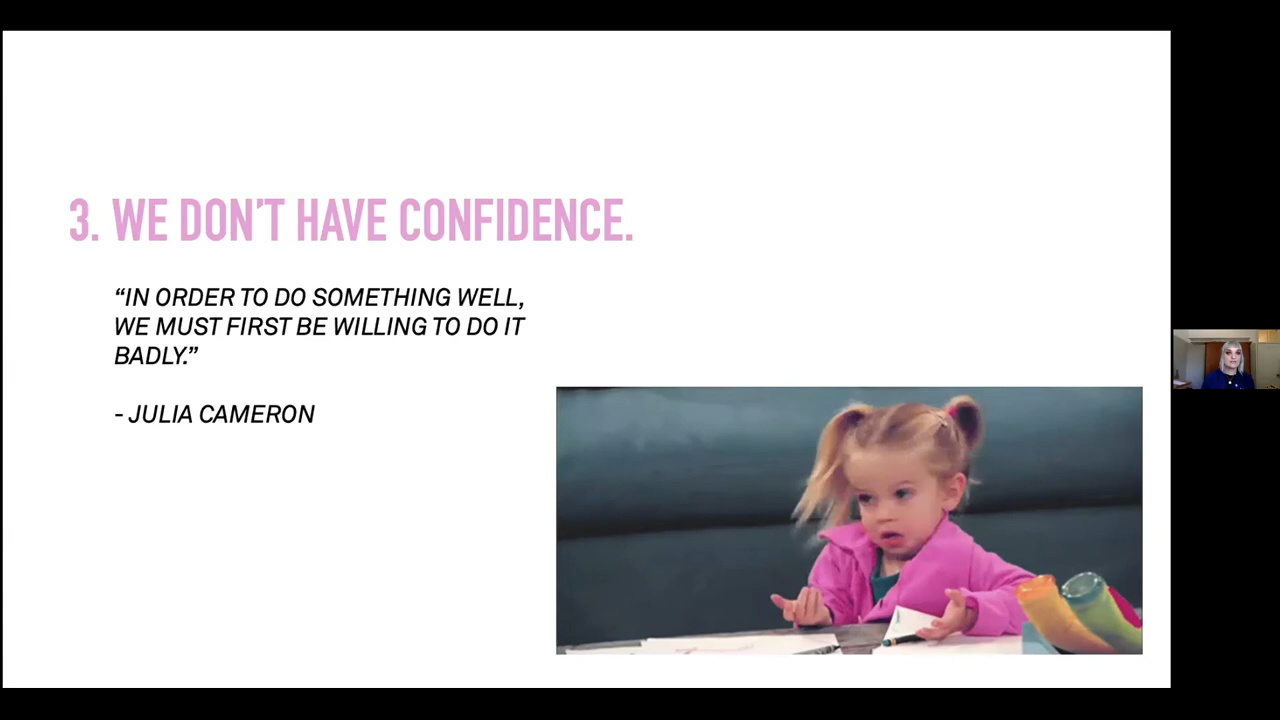 3. WE DON'T HAVE CONFIDENCE.
“IN ORDER TO DO SOMETHING WELL,
WE MUST FIRST BE WILLING TO DO IT
BADLY.”
- JULIA CAMERON